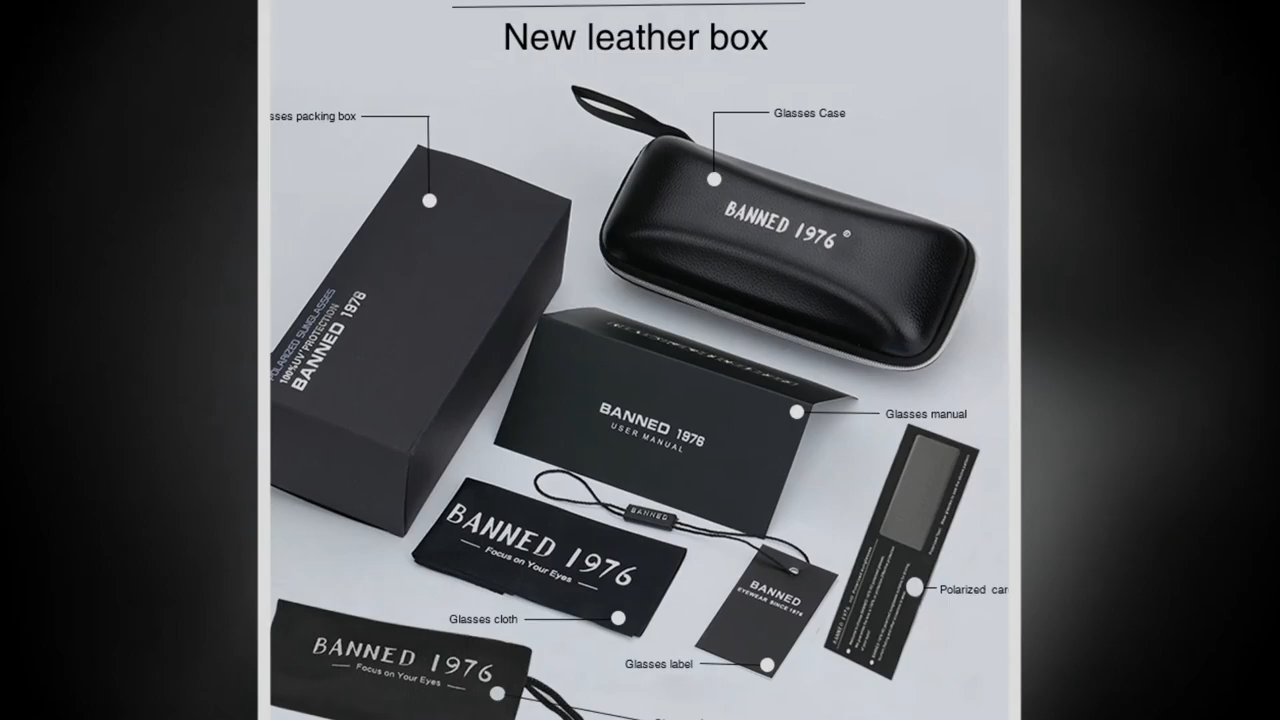 New leather box
sses packing box
Glasses Case
BANNED 1976
POLARIZED SUNGLASSES
100%UV PROTECTION
BANNED 1976
BANNED 1976
USER MANUAL
Glasses manual
BANNED
BANNED 1976
Focus on Your Eyes
Glasses cloth
BANNED
EYEWEAR SINCE 1976
Glasses label
Polarized car
BANNED 1976
Focus on Your Eyes